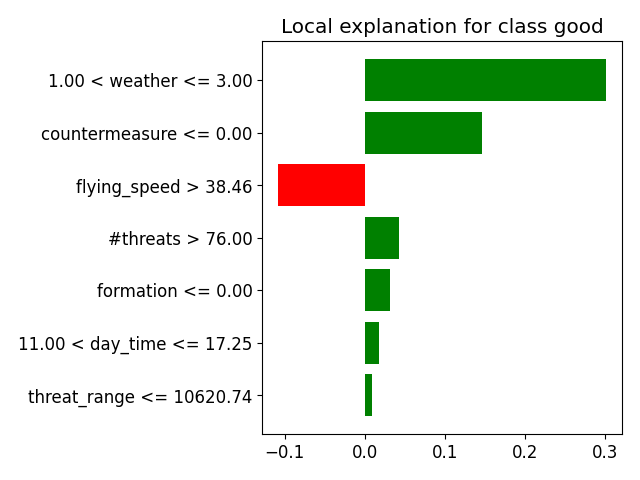 Local explanation for class good
1.00 < weather <= 3.00
countermeasure <= 0.00
flying_speed > 38.46
#threats > 76.00
formation <= 0.00
11.00 < day_time <= 17.25
threat_range <= 10620.74
−0.1 0.0 0.1 0.2 0.3